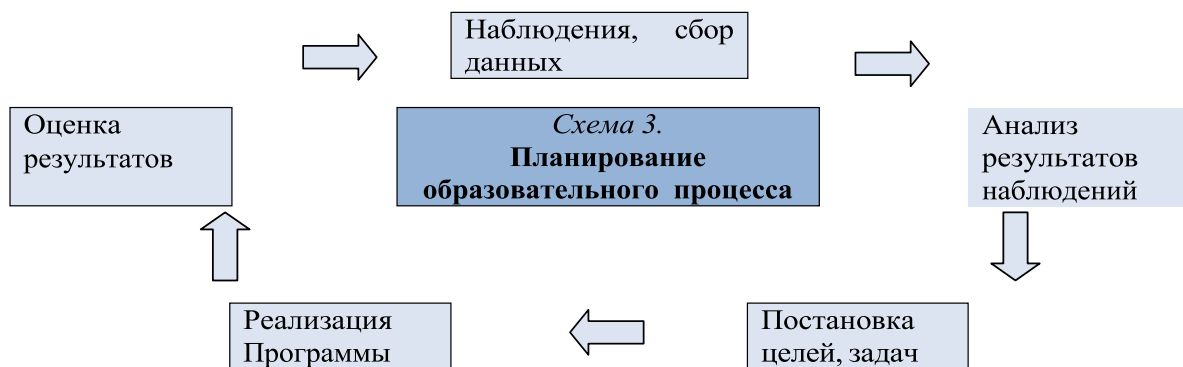 Наблюдения, сбор
данных
Оценка
результатов
Схема 3.
Планирование
образовательного процесса
Анализ
результатов
наблюдений
Реализация
Программы
Постановка
целей, задач